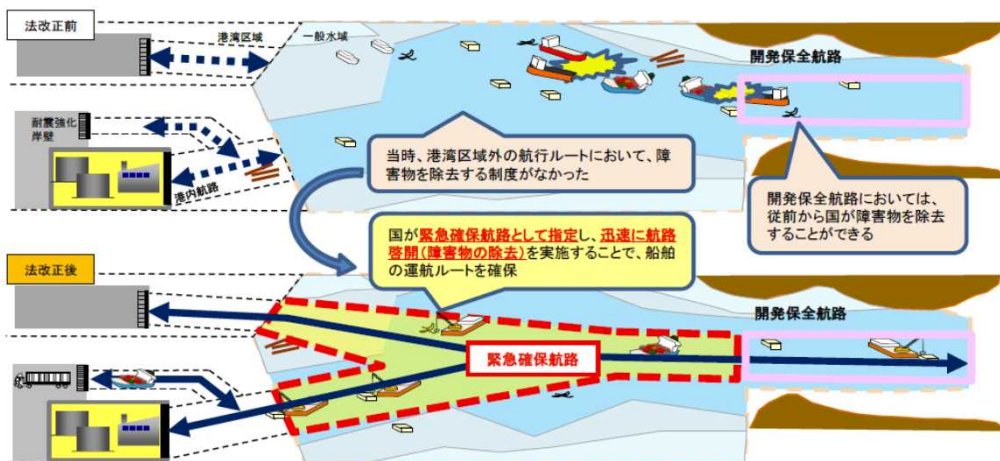 法改正前
港湾区域
一般水域
開発保全航路
耐震強化
岸壁
港内航路
当時、港湾区域外の航行ルートにおいて、障
害物を除去する制度がなかった
開発保全航路においては、
従前から国が障害物を除去
することができる
国が緊急確保航路として指定し、迅速に航路
啓開(障害物の除去)を実施することで、船舶
の運航ルートを確保
法改正後
開発保全航路
緊急確保航路